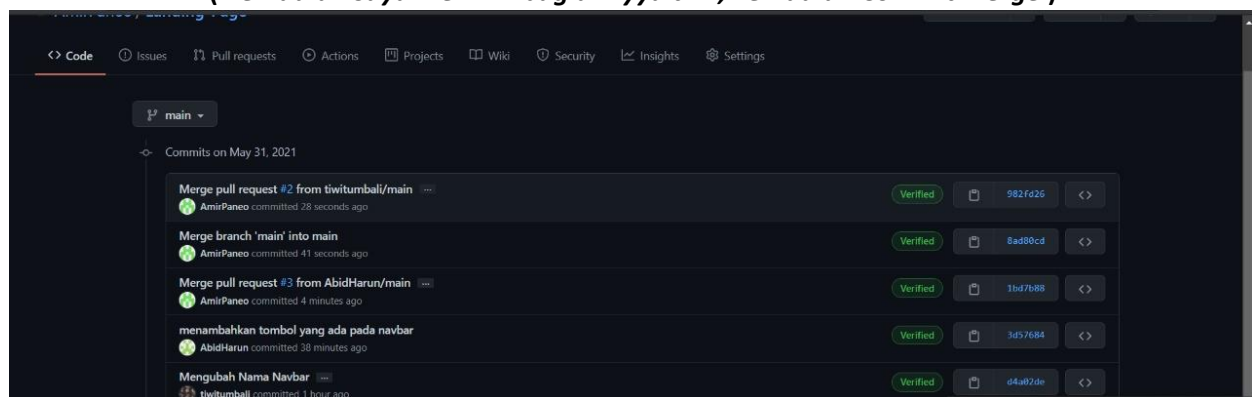 Code Issues Pull requests Actions Projects Wiki Security Insights Settings
main
Commits on May 31, 2021
Merge pull request #2 from tiwitumbali/main ...
AmirPaneo committed 28 seconds ago
Verified 982fd26
Merge branch 'main' into main
AmirPaneo committed 41 seconds ago
Verified 8ad80cd
Merge pull request #3 from AbidHarun/main ...
AmirPaneo committed 4 minutes ago
Verified 1bd7b88
menambahkan tombol yang ada pada navbar
AbidHarun committed 38 minutes ago
Verified 3d57684
Mengubah Nama Navbar ...
tiwitumbali committed 1 hour ago
Verified d4a02de